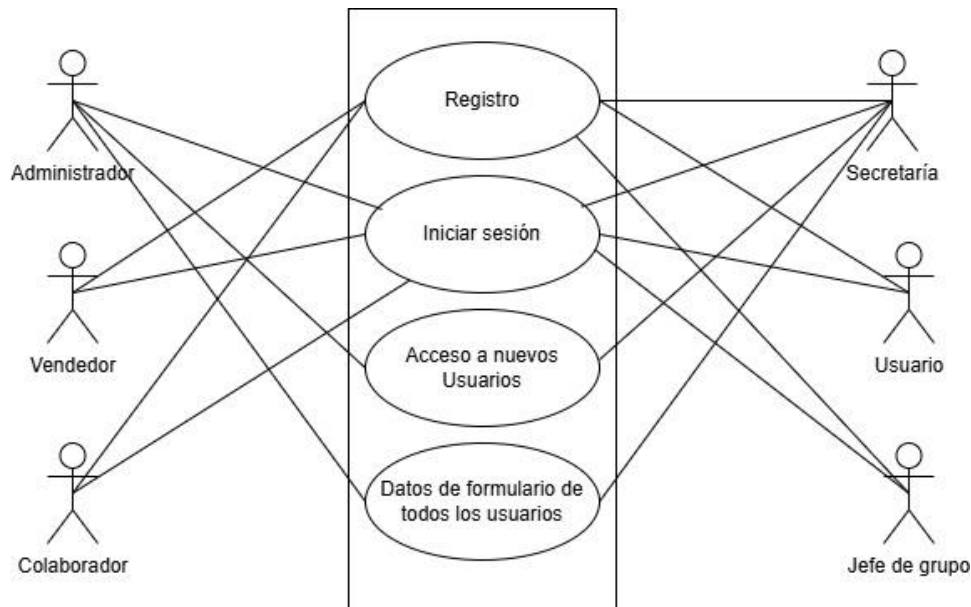 Registro
Administrador
Secretaría
Iniciar sesión
Vendedor
Acceso a nuevos
Usuarios
Usuario
Datos de formulario de
todos los usuarios
Colaborador
Jefe de grupo